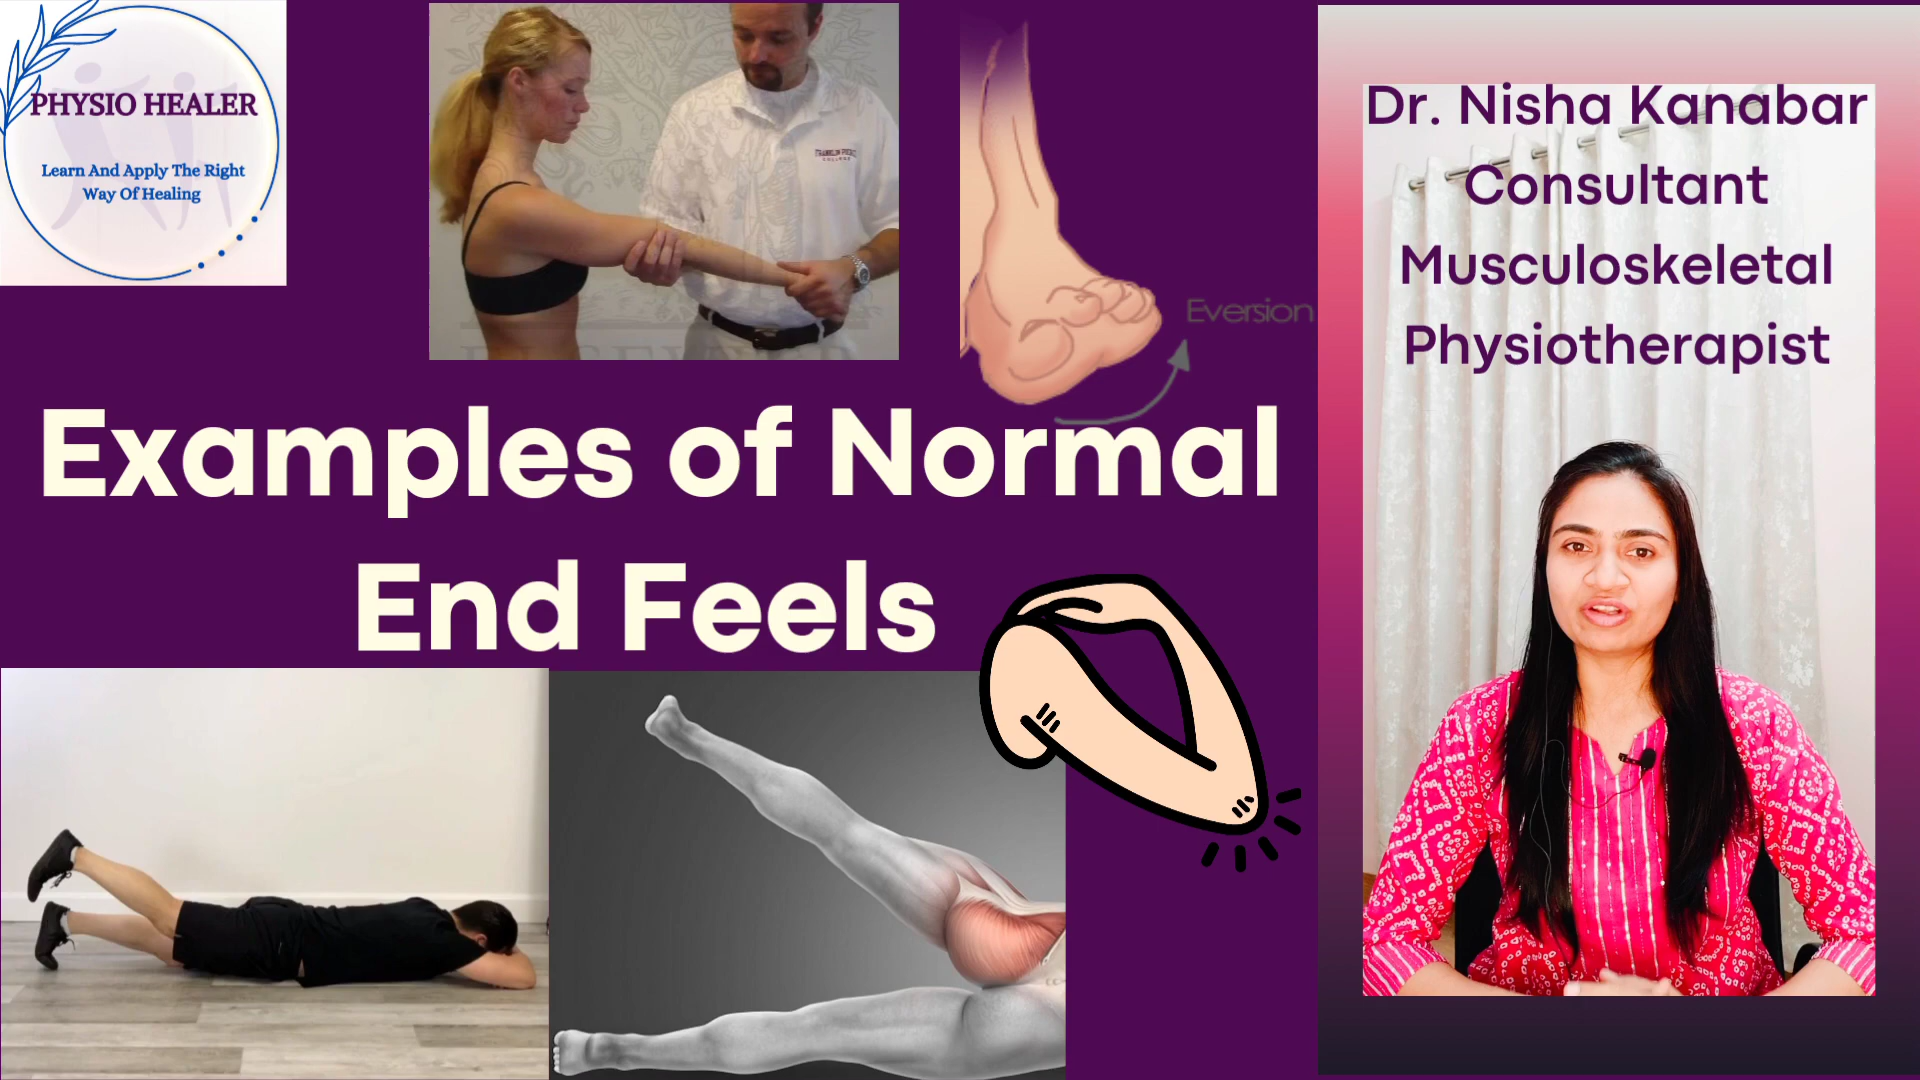 PHYSIO HEALER
Learn And Apply The Right
Way Of Healing
Eversion
Examples of Normal
End Feels
Dr. Nisha Kanabar
Consultant
Musculoskeletal
Physiotherapist